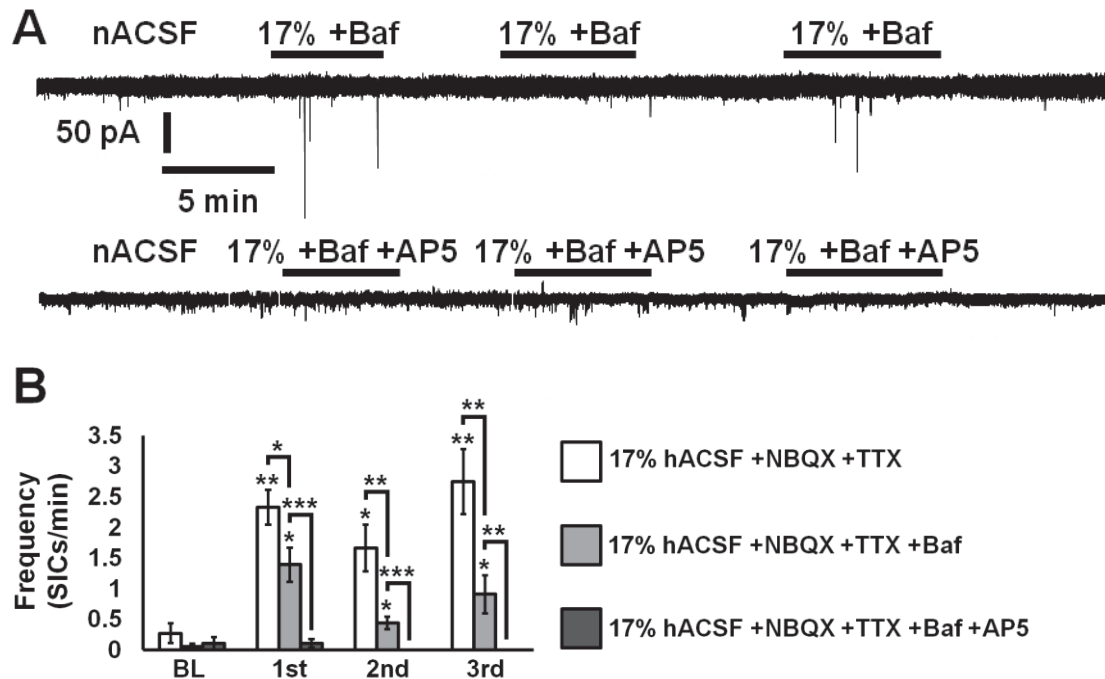 A
nACSF 17% +Baf 17% +Baf 17% +Baf
50 pA
5 min
nACSF 17% +Baf +AP5 17% +Baf +AP5 17% +Baf +AP5
B
Frequency
(SICs/min)
3.5
3
2.5
2
1.5
1
0.5
0
** * * *** * ** * *** ** ** * **
BL 1st 2nd 3rd
17% hACSF +NBQX +TTX
17% hACSF +NBQX +TTX +Baf
17% hACSF +NBQX +TTX +Baf +AP5